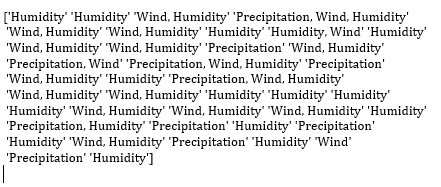 ['Humidity' 'Humidity' 'Wind, Humidity' 'Precipitation, Wind, Humidity'
'Wind, Humidity' 'Wind, Humidity' 'Humidity' 'Humidity, Wind' 'Humidity'
'Wind, Humidity' 'Wind, Humidity' 'Precipitation' 'Wind, Humidity'
'Precipitation, Wind' 'Precipitation, Wind, Humidity' 'Precipitation'
'Wind, Humidity' 'Humidity' 'Precipitation, Wind, Humidity'
'Wind, Humidity' 'Wind, Humidity' 'Humidity' 'Humidity' 'Humidity'
'Humidity' 'Wind, Humidity' 'Wind, Humidity' 'Wind, Humidity' 'Humidity'
'Precipitation, Humidity' 'Precipitation' 'Humidity' 'Precipitation'
'Humidity' 'Wind, Humidity' 'Precipitation' 'Humidity' 'Wind'
'Precipitation' 'Humidity']